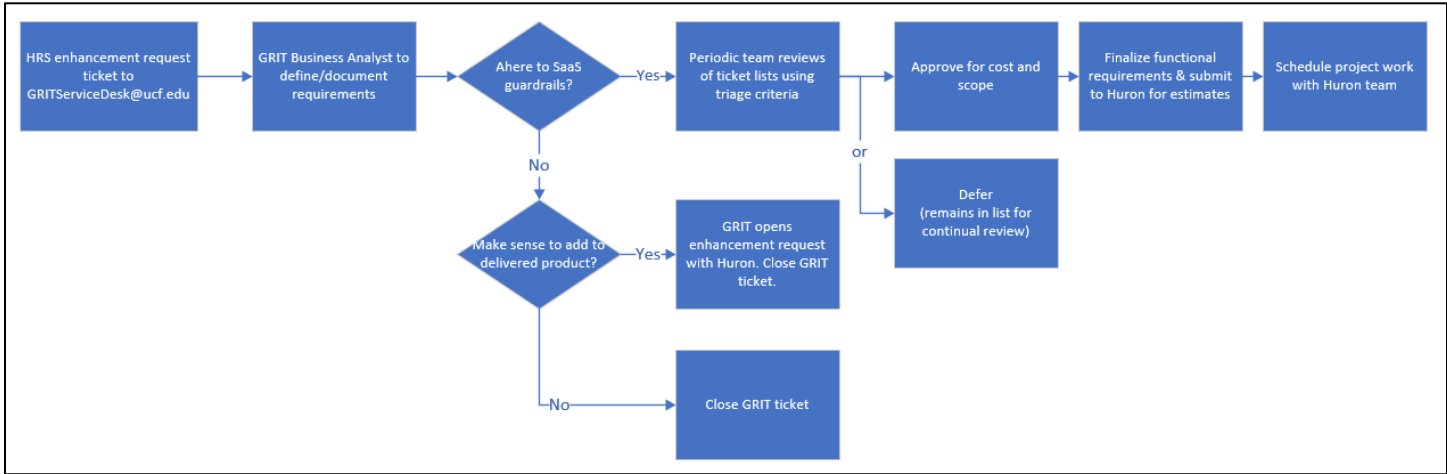 HRS enhancement request
ticket to
GRITServiceDesk@ucf.edu
GRIT Business Analyst to
define/document
requirements
Ahere to SaaS
guardrails?
Yes
Periodic team reviews
of ticket lists using
triage criteria
Approve for cost and
scope
Finalize functional
requirements & submit
to Huron for estimates
Schedule project work
with Huron team
or
Defer
(remains in list for
continual review)
No
Make sense to add to
delivered product?
Yes
GRIT opens
enhancement request
with Huron. Close GRIT
ticket.
No
Close GRIT ticket